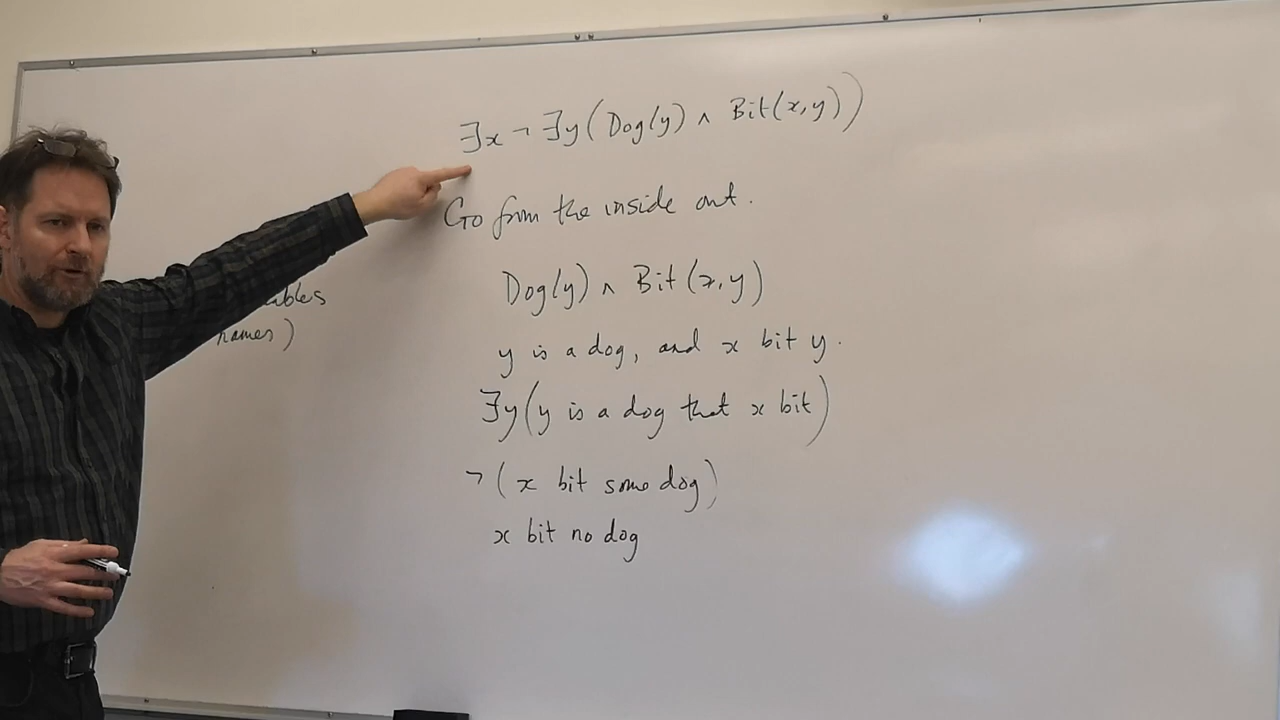 ∃x ¬ ∃y (Dog(y) ∧ Bit(x,y))
Go from the inside out.
Dog(y) ∧ Bit(x,y)
names)
y is a dog, and x bit y.
∃y (y is a dog that x bit)
¬ (x bit some dog)
x bit no dog